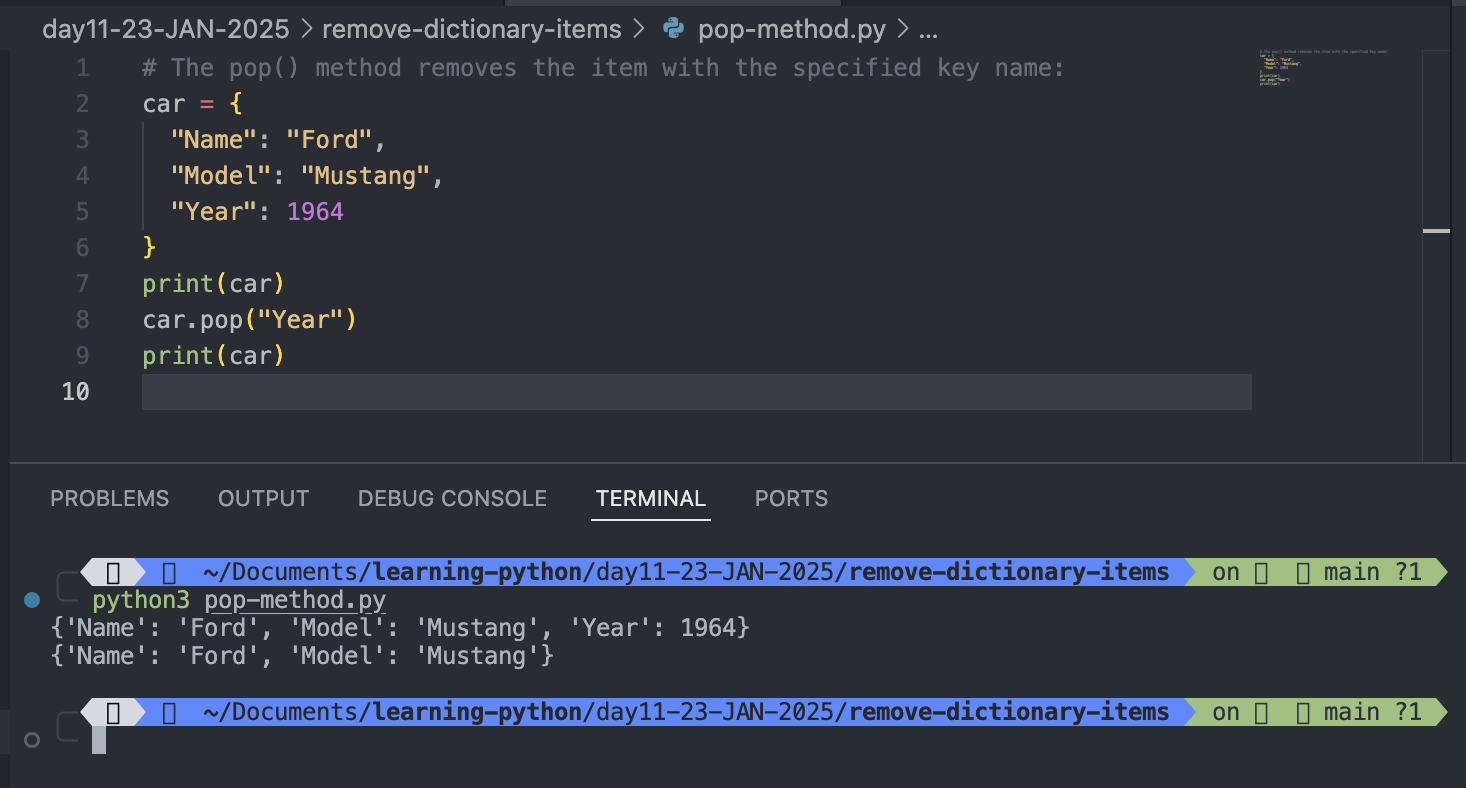 day11-23-JAN-2025 > remove-dictionary-items > pop-method.py > ...
1 # The pop() method removes the item with the specified key name:
2 car = {
3   "Name": "Ford",
4   "Model": "Mustang",
5   "Year": 1964
6 }
7 print(car)
8 car.pop("Year")
9 print(car)
10
PROBLEMS OUTPUT DEBUG CONSOLE TERMINAL PORTS
~/Documents/learning-python/day11-23-JAN-2025/remove-dictionary-items on main ?1
python3 pop-method.py
{'Name': 'Ford', 'Model': 'Mustang', 'Year': 1964}
{'Name': 'Ford', 'Model': 'Mustang'}
~/Documents/learning-python/day11-23-JAN-2025/remove-dictionary-items on main ?1